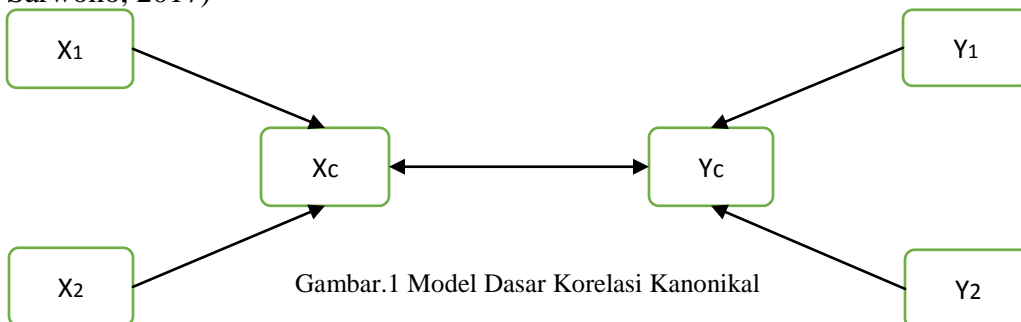 Sarwono, 2017)
X1
Y1
Xc
Yc
X2
Gambar.1 Model Dasar Korelasi Kanonikal
Y2